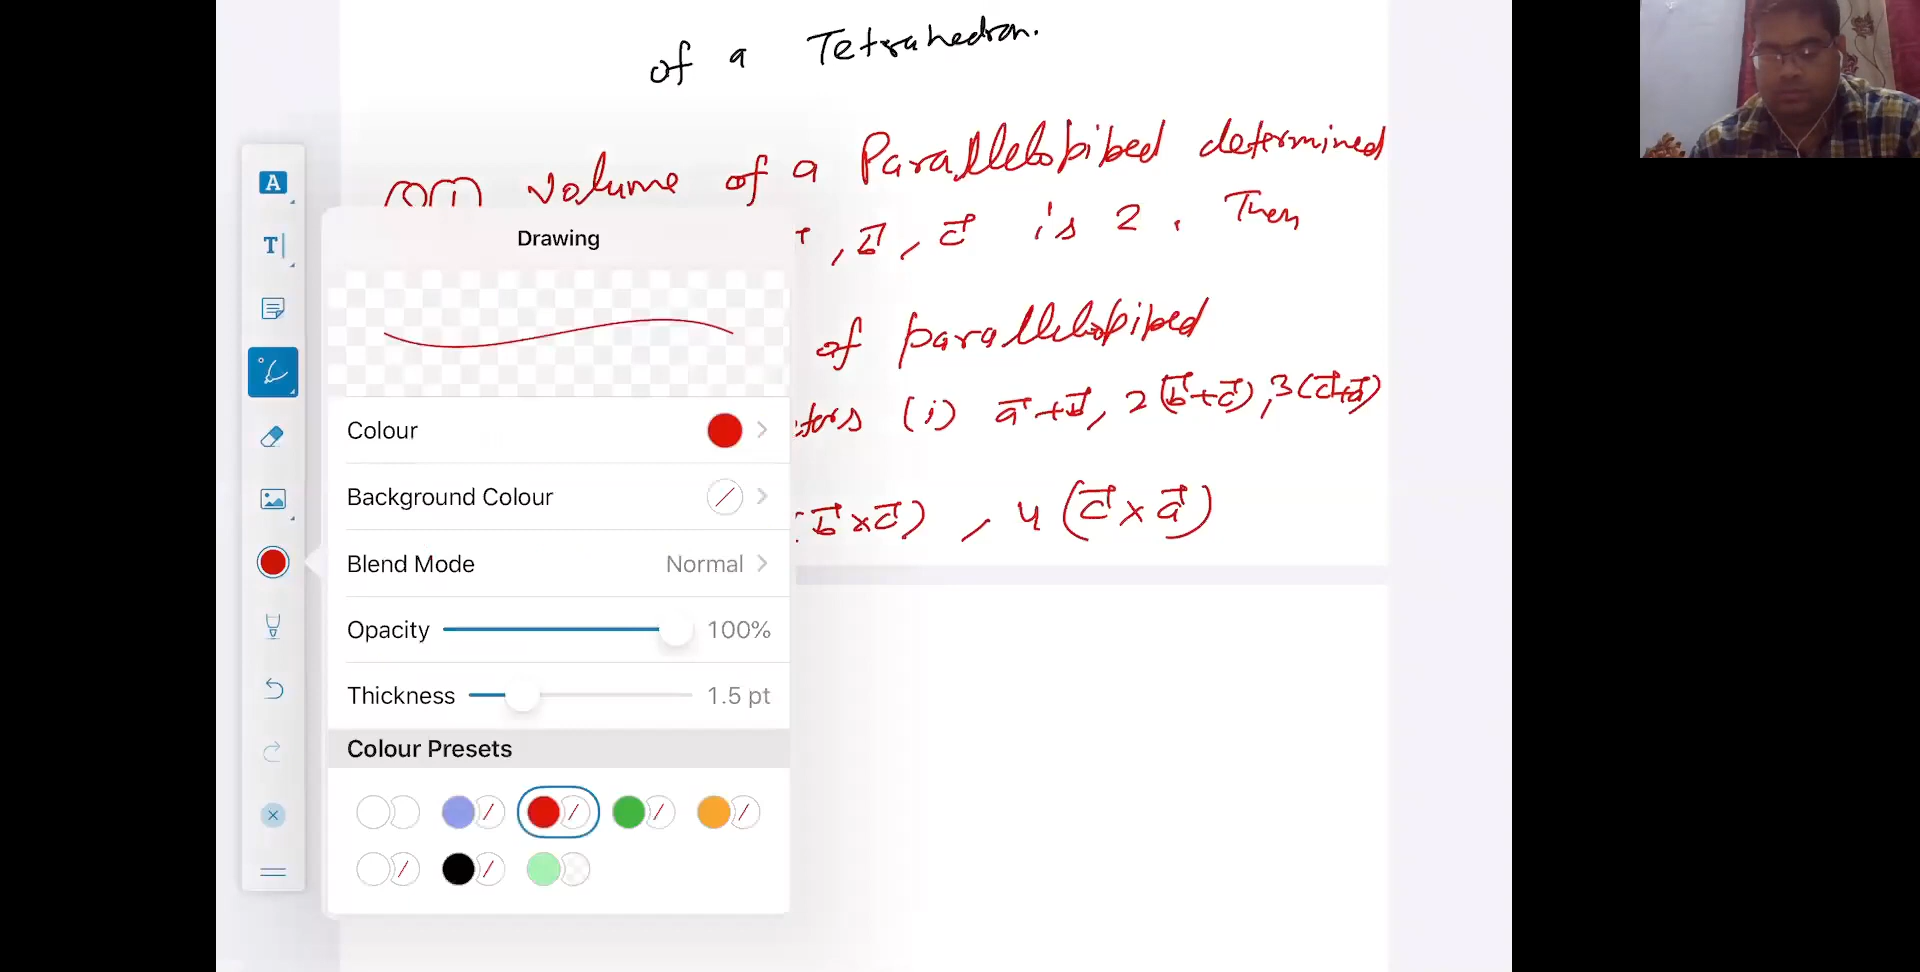 of a Tetrahedron.
volume of a Parallelopiped determined
, b⃗, c⃗ is 2. Then
of parallelopiped
(i) a⃗+b⃗, 2(b⃗+c⃗), 3(c⃗+a⃗)
(b⃗×c⃗), 4(c⃗×a⃗)
A
T
Drawing
Colour
Background Colour
Blend Mode Normal
Opacity 100%
Thickness 1.5 pt
Colour Presets